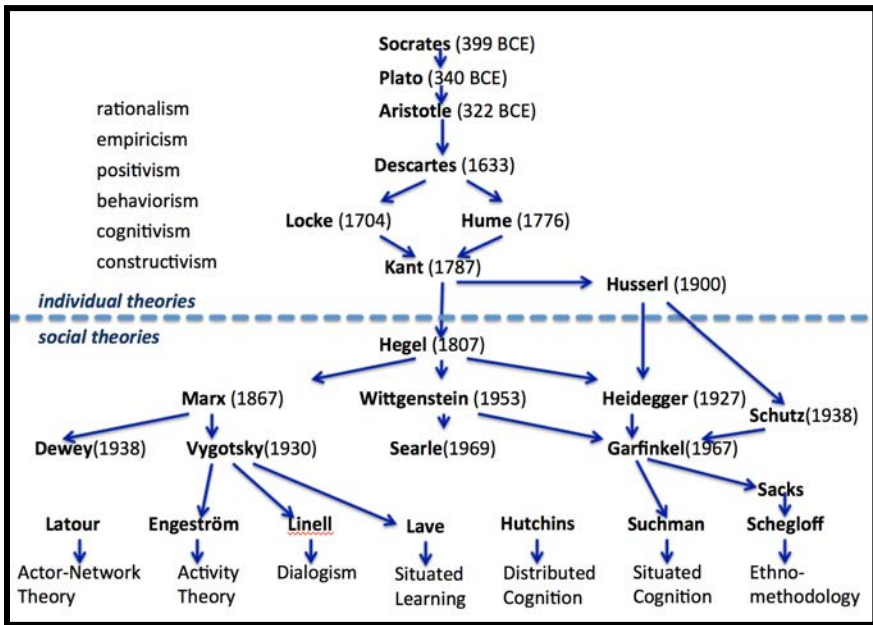 Socrates (399 BCE)
Plato (340 BCE)
Aristotle (322 BCE)
rationalism
empiricism
positivism
behaviorism
cognitivism
constructivism
Descartes (1633)
Locke (1704)
Hume (1776)
Kant (1787)
Husserl (1900)
individual theories
social theories
Hegel (1807)
Marx (1867)
Wittgenstein (1953)
Heidegger (1927)
Schutz(1938)
Dewey(1938)
Vygotsky(1930)
Searle(1969)
Garfinkel(1967)
Sacks
Latour
Engeström
Linell
Lave
Hutchins
Suchman
Schegloff
Actor-Network
Theory
Activity
Theory
Dialogism
Situated
Learning
Distributed
Cognition
Situated
Cognition
Ethno-
methodology